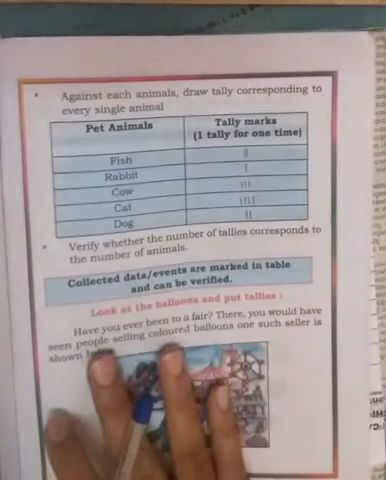 • Against each animals, draw tally corresponding to
every single animal
Pet Animals Tally marks
(1 tally for one time)
Fish ||
Rabbit |
Cow |||
Cat ||||
Dog ||
• Verify whether the number of tallies corresponds to
the number of animals.
Collected data/events are marked in table
and can be verified.
Look at the balloons and put tallies :
Have you ever been to a fair? There, you would have
seen people selling coloured balloons one such seller is
shown